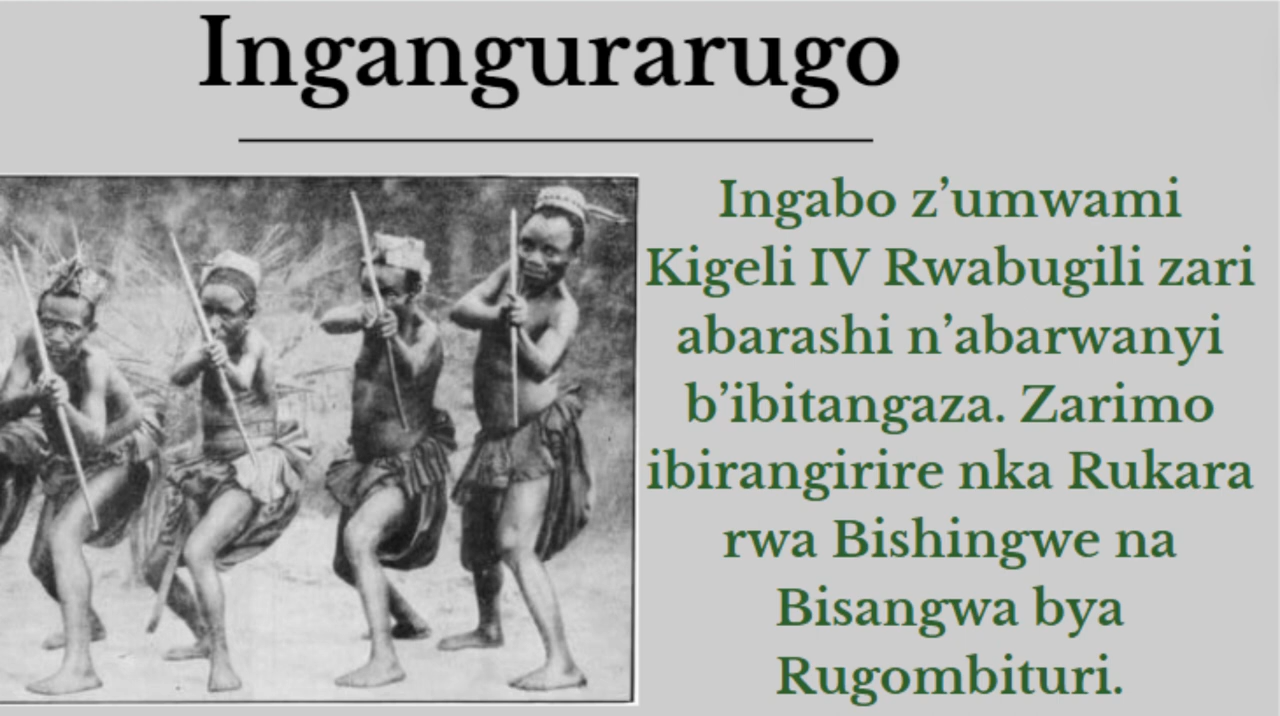 Ingangurarugo
Ingabo z’umwami
Kigeli IV Rwabugili zari
abarashi n’abarwanyi
b’ibitangaza. Zarimo
ibirangirire nka Rukara
rwa Bishingwe na
Bisangwa bya
Rugombituri.